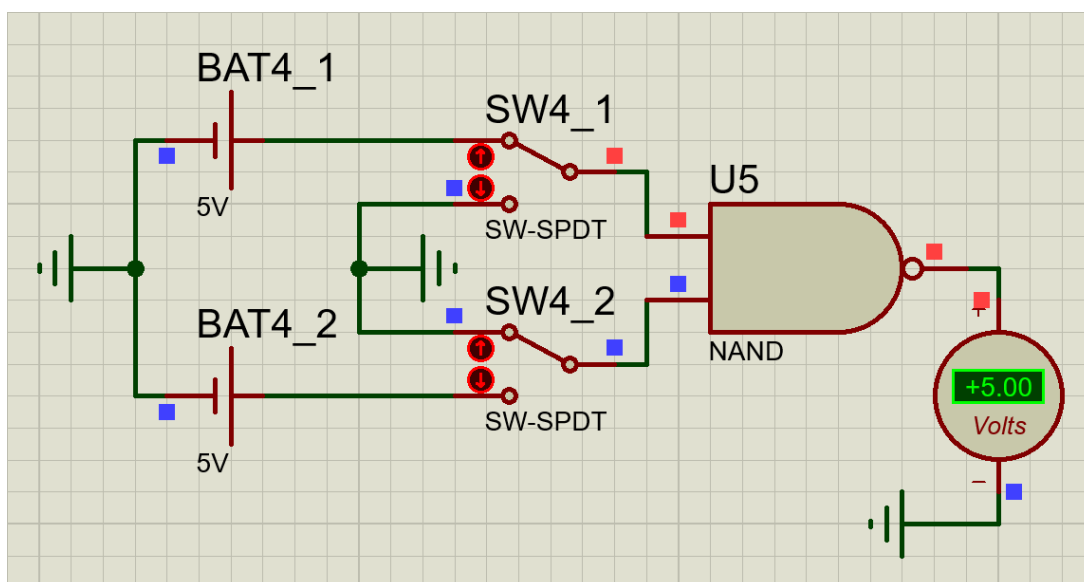 BAT4_1
5V
SW4_1
SW-SPDT
U5
NAND
BAT4_2
5V
SW4_2
SW-SPDT
+
+5.00
Volts
−